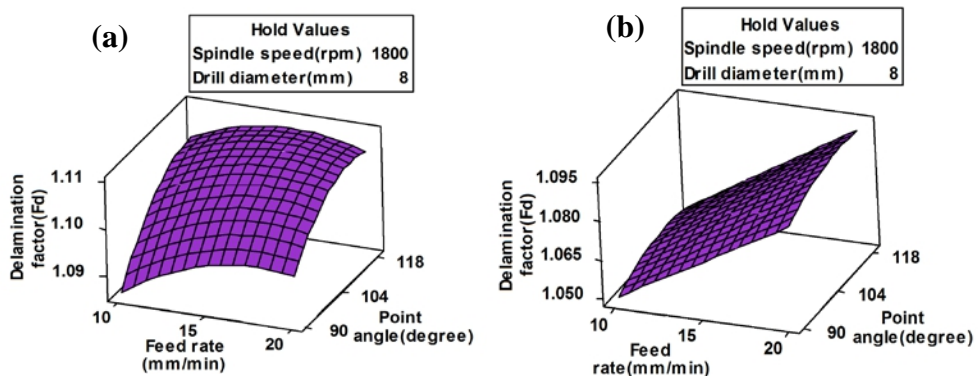 (a)
Hold Values
Spindle speed(rpm) 1800
Drill diameter(mm) 8
1.11
1.10
1.09
Delamination
factor(Fd)
10
15
20
Feed rate
(mm/min)
90
104
118
Point
angle(degree)
(b)
Hold Values
Spindle speed(rpm) 1800
Drill diameter(mm) 8
1.095
1.080
1.065
1.050
Delamination
factor(Fd)
10
15
20
Feed
rate(mm/min)
90
104
118
Point
angle(degree)